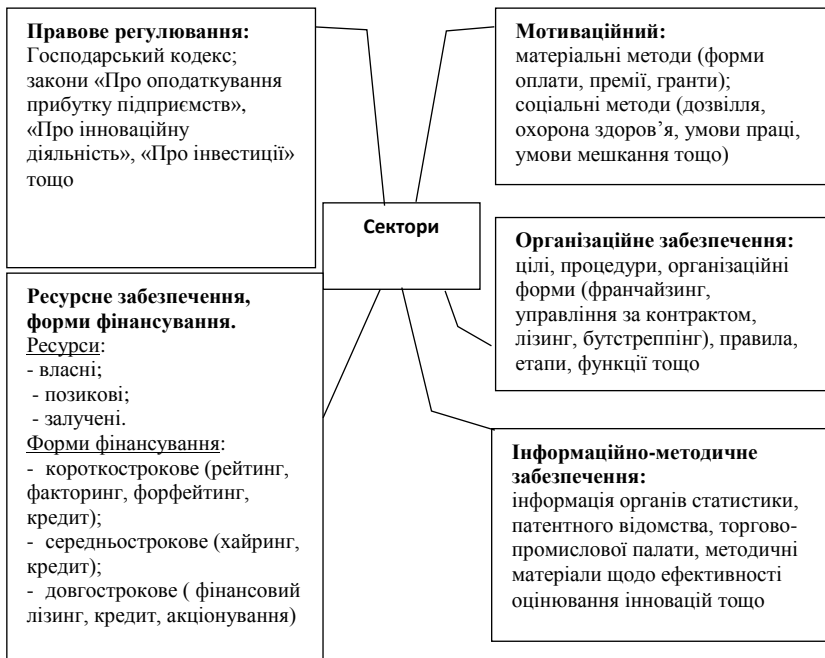 Правове регулювання:
Господарський кодекс;
закони «Про оподаткування
прибутку підприємств»,
«Про інноваційну
діяльність», «Про інвестиції»
тощо
Мотиваційний:
матеріальні методи (форми
оплати, премії, гранти);
соціальні методи (дозвілля,
охорона здоров’я, умови праці,
умови мешкання тощо)
Сектори
Ресурсне забезпечення,
форми фінансування.
Ресурси:
- власні;
- позикові;
- залучені.
Форми фінансування:
- короткострокове (рейтинг,
факторинг, форфейтинг,
кредит);
- середньострокове (хайринг,
кредит);
- довгострокове ( фінансовий
лізинг, кредит, акціонування)
Організаційне забезпечення:
цілі, процедури, організаційні
форми (франчайзинг,
управління за контрактом,
лізинг, бутстреппінг), правила,
етапи, функції тощо
Інформаційно-методичне
забезпечення:
інформація органів статистики,
патентного відомства, торгово-
промислової палати, методичні
матеріали щодо ефективності
оцінювання інновацій тощо